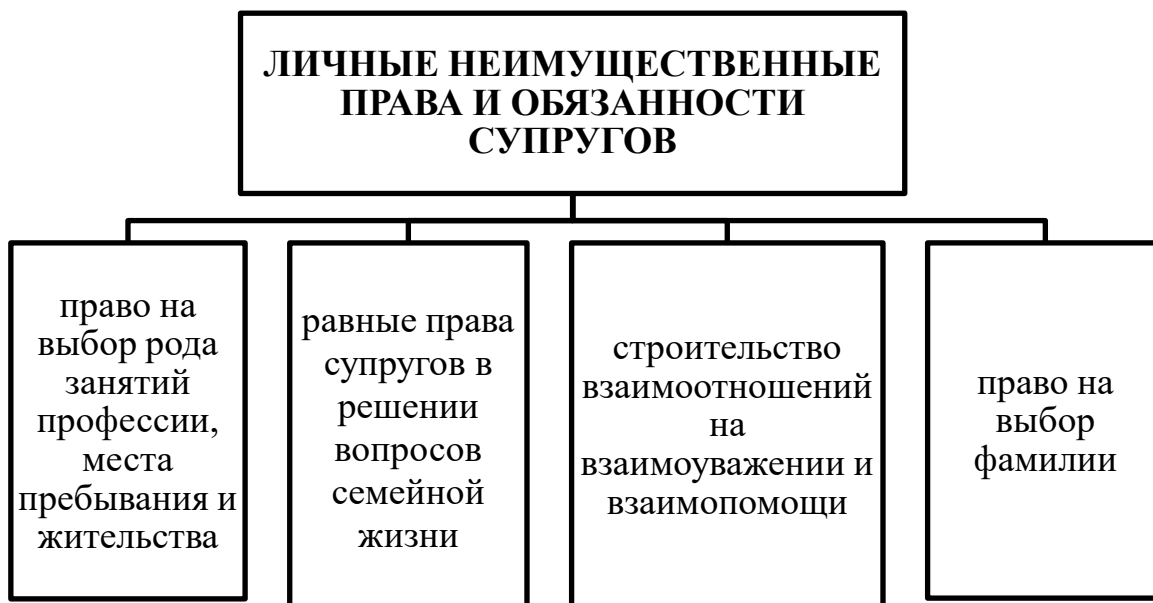 ЛИЧНЫЕ НЕИМУЩЕСТВЕННЫЕ
ПРАВА И ОБЯЗАННОСТИ
СУПРУГОВ
право на
выбор рода
занятий
профессии,
места
пребывания и
жительства
равные права
супругов в
решении
вопросов
семейной
жизни
строительство
взаимоотношений
на
взаимоуважении и
взаимопомощи
право на
выбор
фамилии